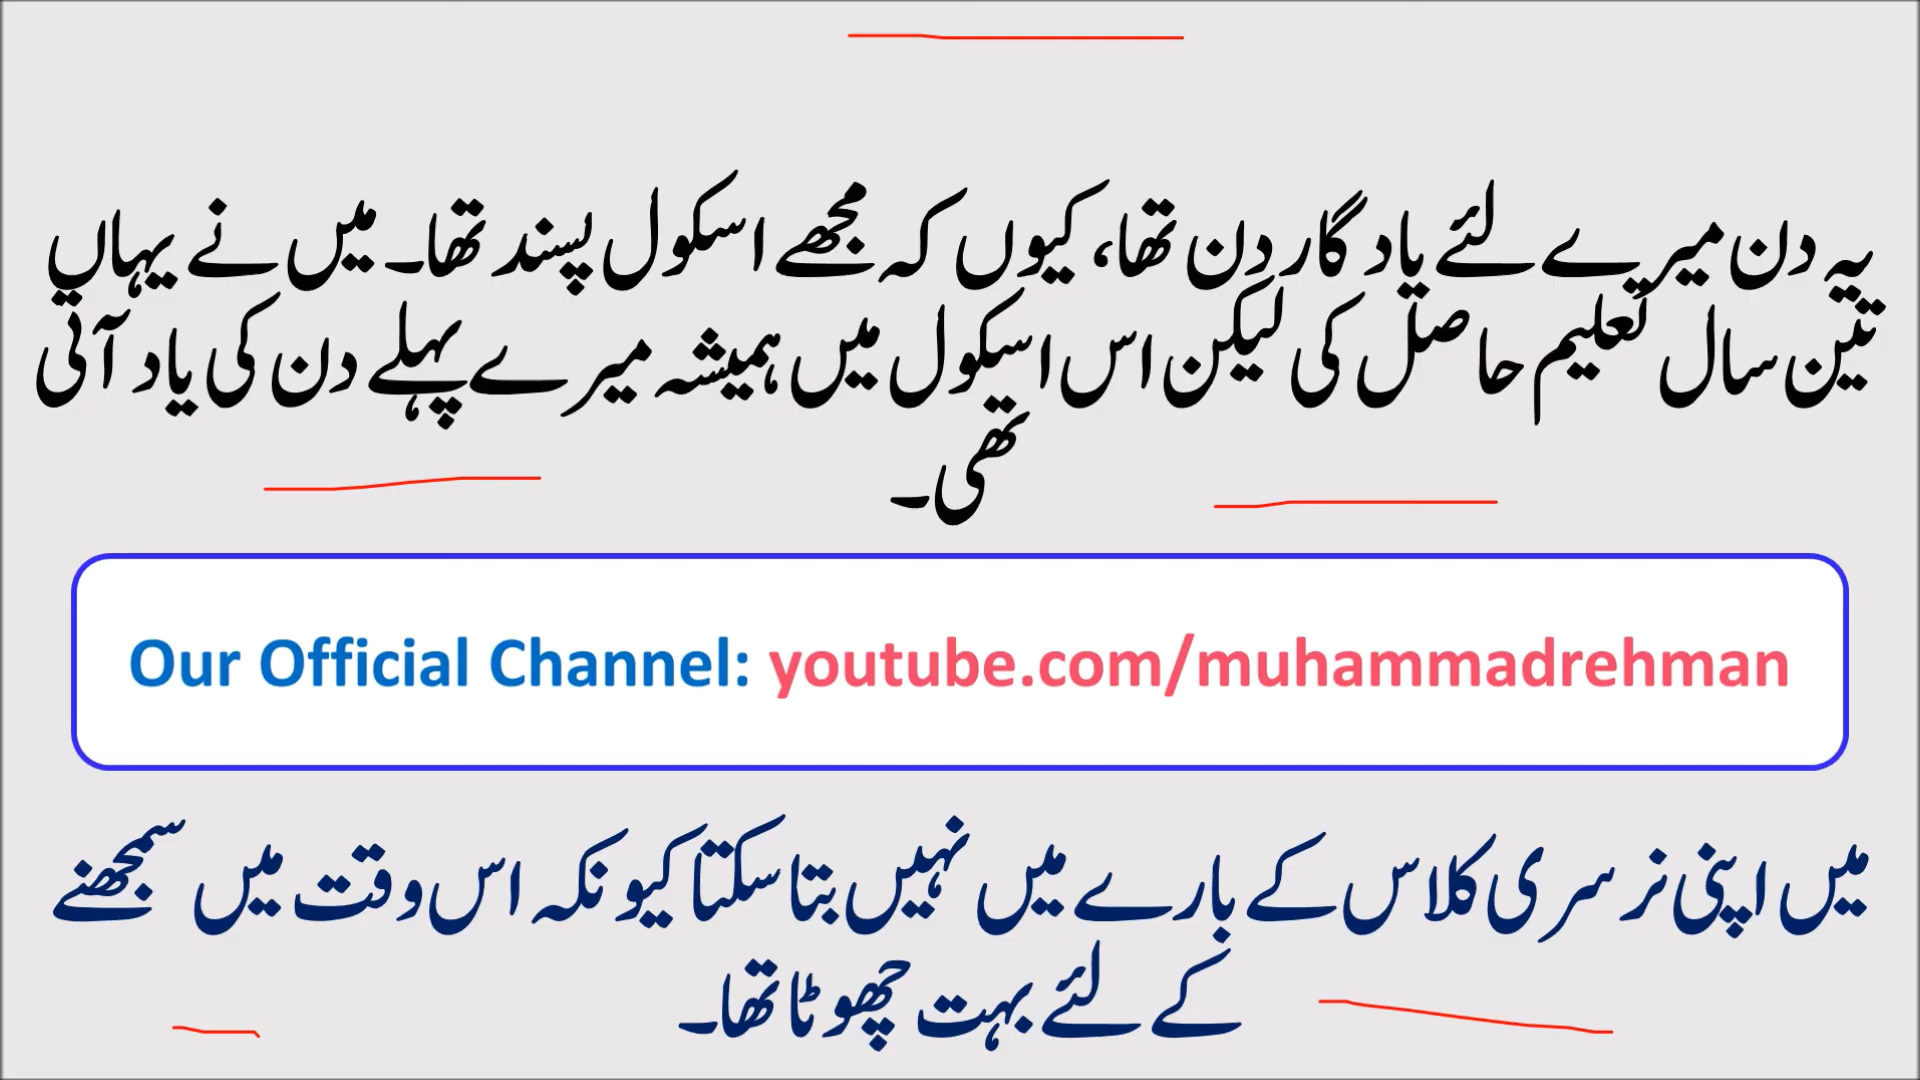 یہ دن میرے لئے یاد گار دن تھا، کیوں کہ مجھے اسکول پسند تھا۔ میں نے یہاں
تین سال تعلیم حاصل کی لیکن اس اسکول میں ہمیشہ میرے پہلے دن کی یاد آتی
تھی۔
Our Official Channel: youtube.com/muhammadrehman
میں اپنی نرسری کلاس کے بارے میں نہیں بتا سکتا کیونکہ اس وقت میں سمجھنے
کے لئے بہت چھوٹا تھا۔